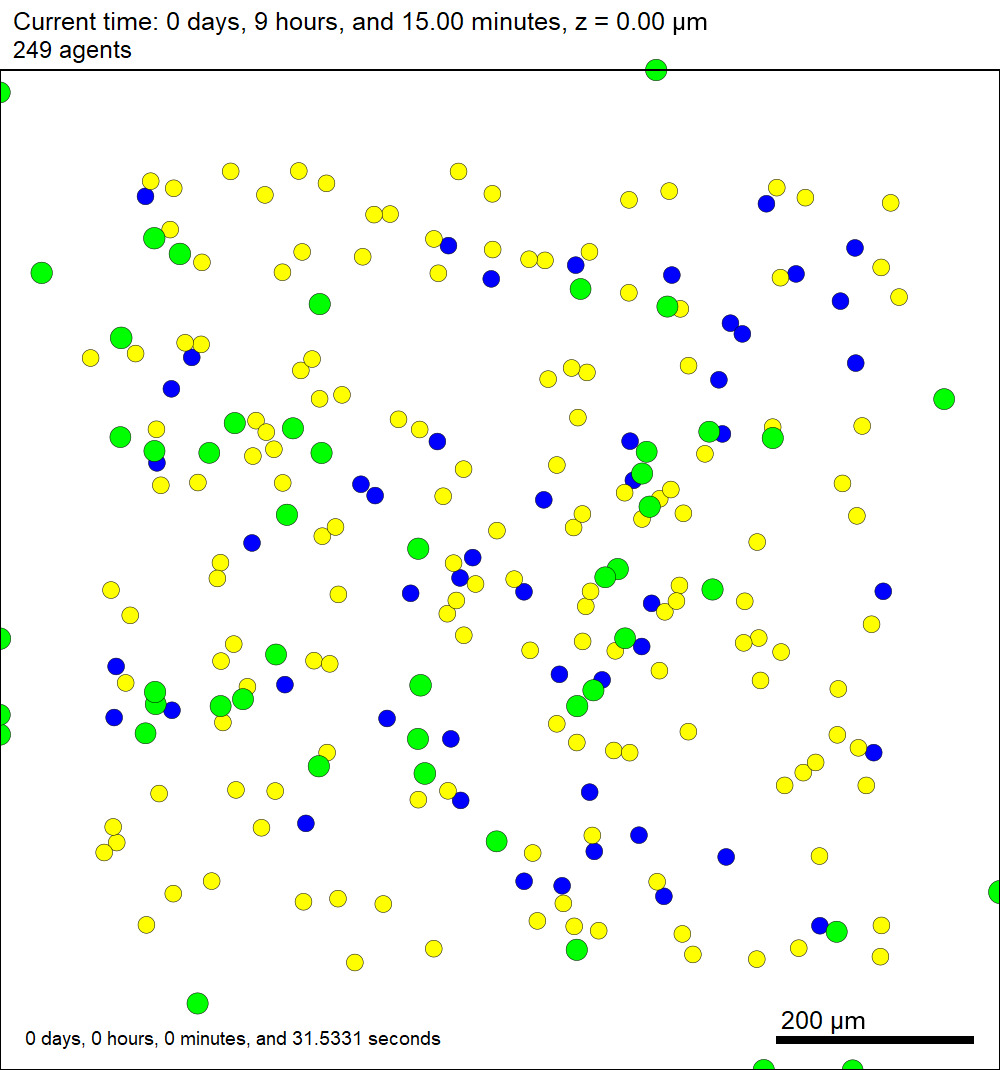 Current time: 0 days, 9 hours, and 15.00 minutes, z = 0.00 µm
249 agents
200 µm
0 days, 0 hours, 0 minutes, and 31.5331 seconds